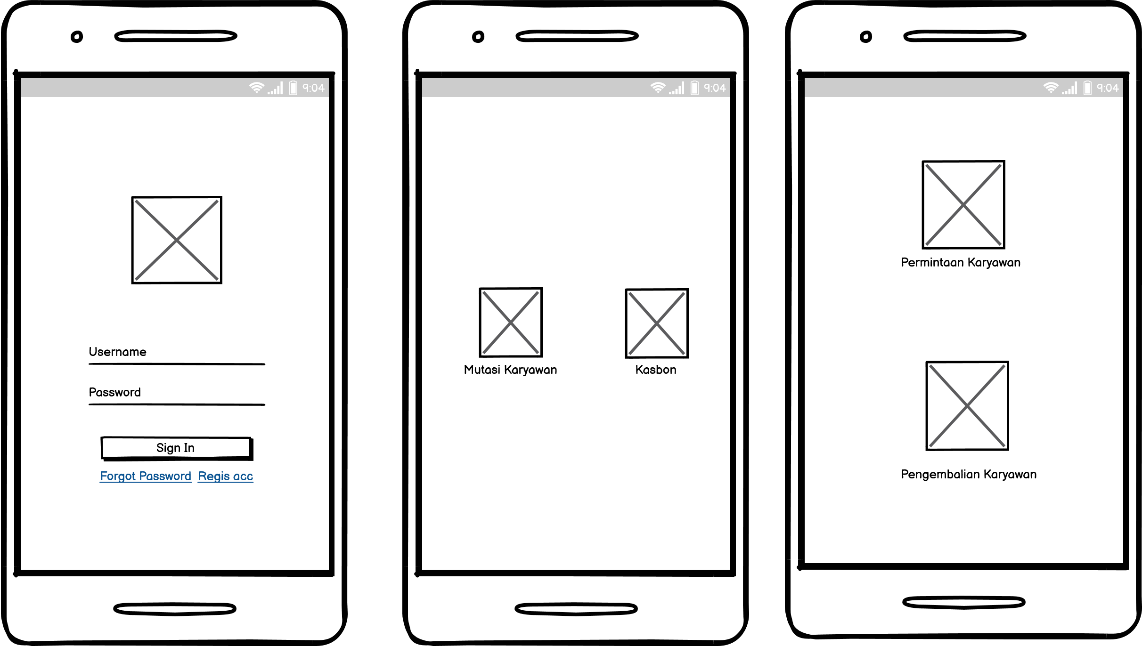 9:04
Username
Password
Sign In
Forgot Password Regis acc
9:04
Mutasi Karyawan
Kasbon
9:04
Permintaan Karyawan
Pengembalian Karyawan